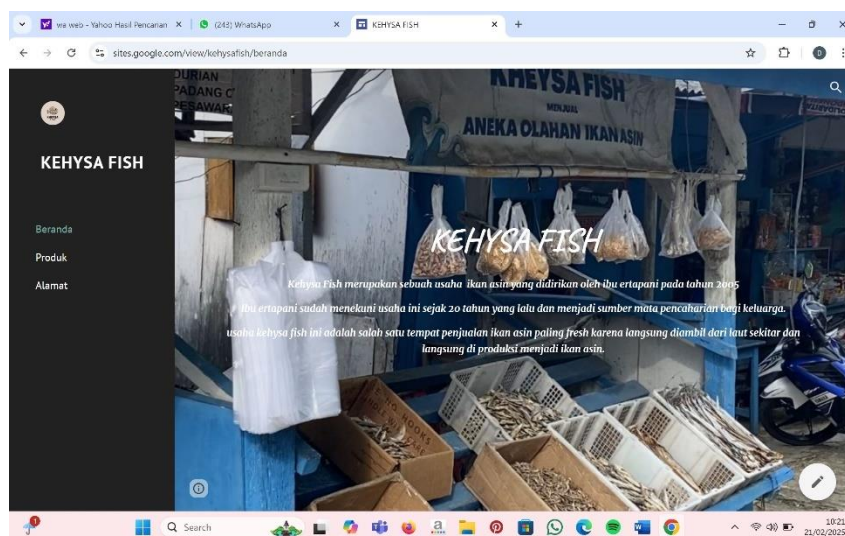 we web - Yahoo Hasil Pencarian
(243) WhatsApp
KEHYSA FISH
sites.google.com/view/kehysafish/beranda
KEHYSA FISH
Beranda
Produk
Alamat
DURIAN
PADANG C
PESAWAR
KHEYSA FISH
MENJUAL
ANEKA OLAHAN IKAN ASIN
KEHYSA FISH
Kehysa Fish merupakan sebuah usaha ikan asin yang didirikan oleh ibu ertapani pada tahun 2005
ibu ertapani sudah menekuni usaha ini sejak 20 tahun yang lalu dan menjadi sumber mata pencaharian bagi keluarga.
usaha kehysa fish ini adalah salah satu tempat penjualan ikan asin paling fresh karena langsung diambil dari laut sekitar dan
langsung di produksi menjadi ikan asin.
Search
10:21
21/02/2025